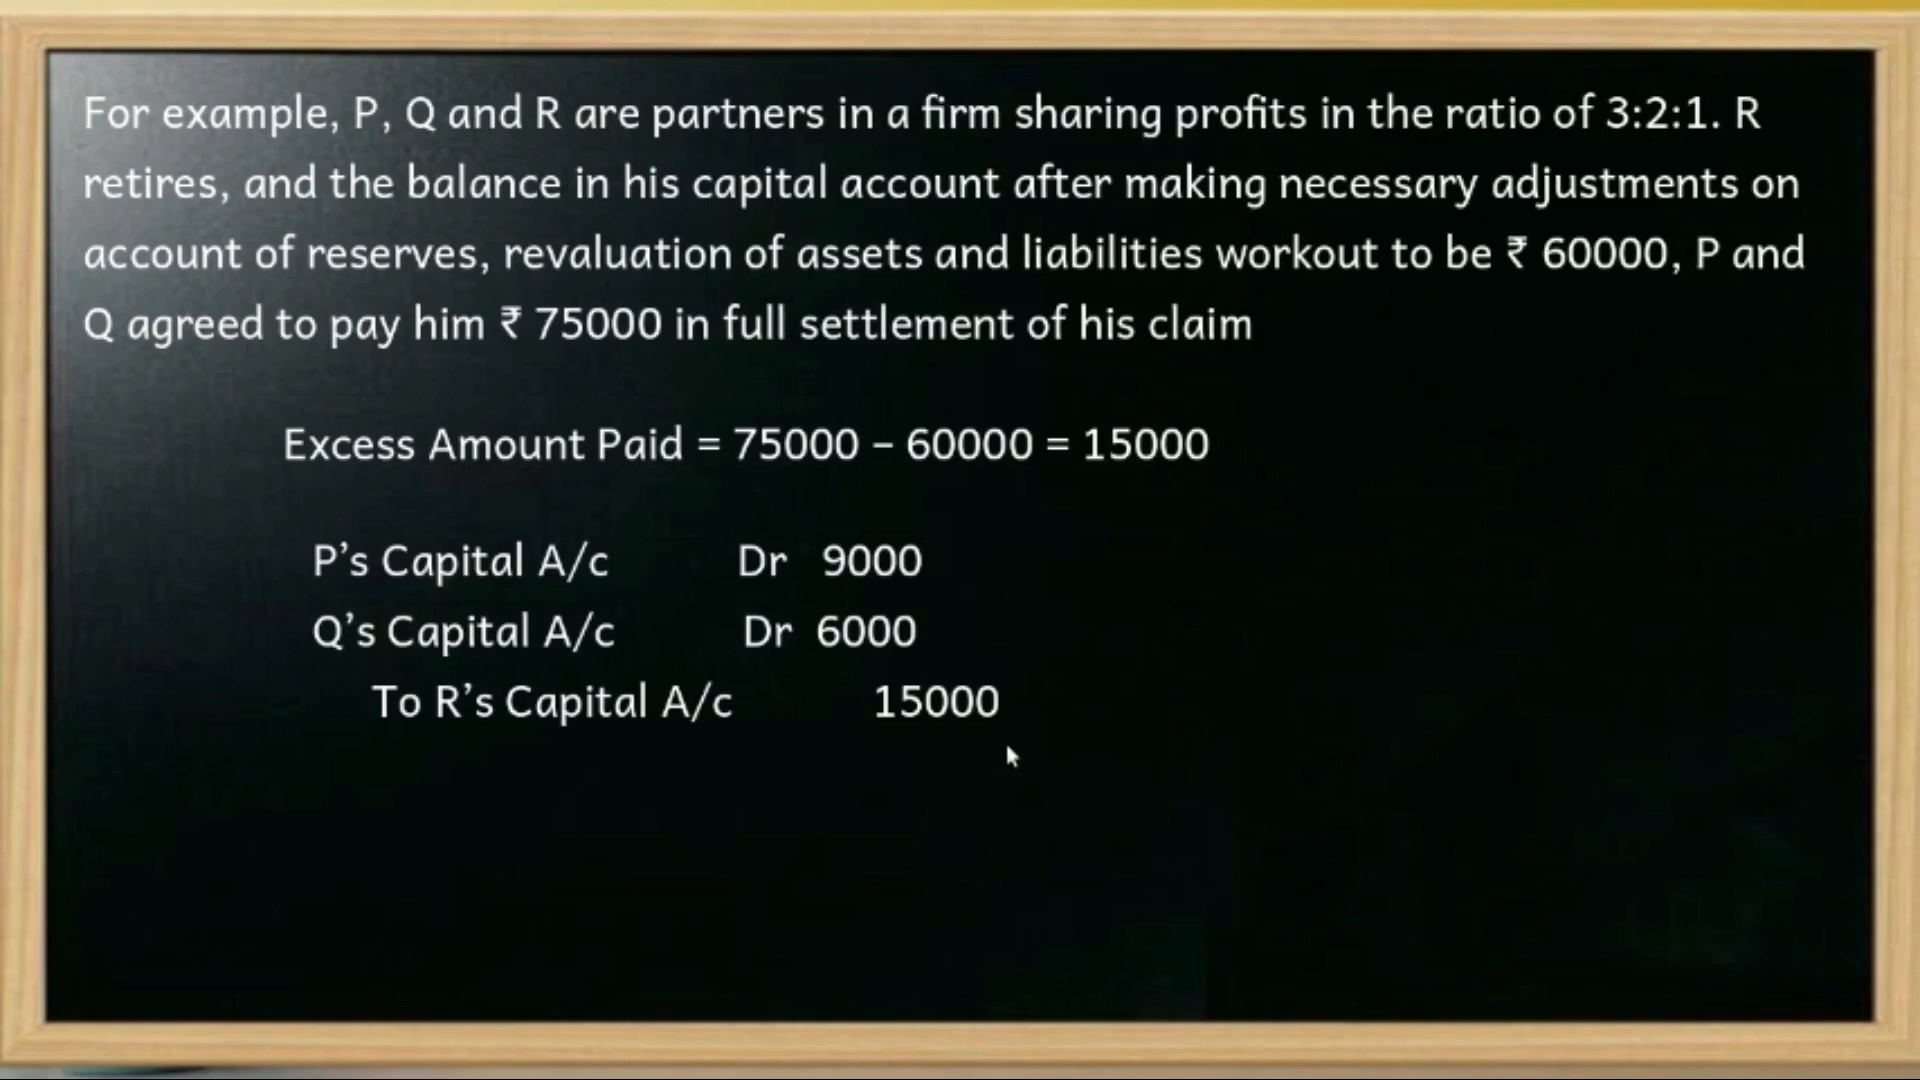 For example, P, Q and R are partners in a firm sharing profits in the ratio of 3:2:1. R
retires, and the balance in his capital account after making necessary adjustments on
account of reserves, revaluation of assets and liabilities workout to be ₹ 60000, P and
Q agreed to pay him ₹ 75000 in full settlement of his claim
Excess Amount Paid = 75000 – 60000 = 15000
P’s Capital A/c Dr 9000
Q’s Capital A/c Dr 6000
To R’s Capital A/c 15000